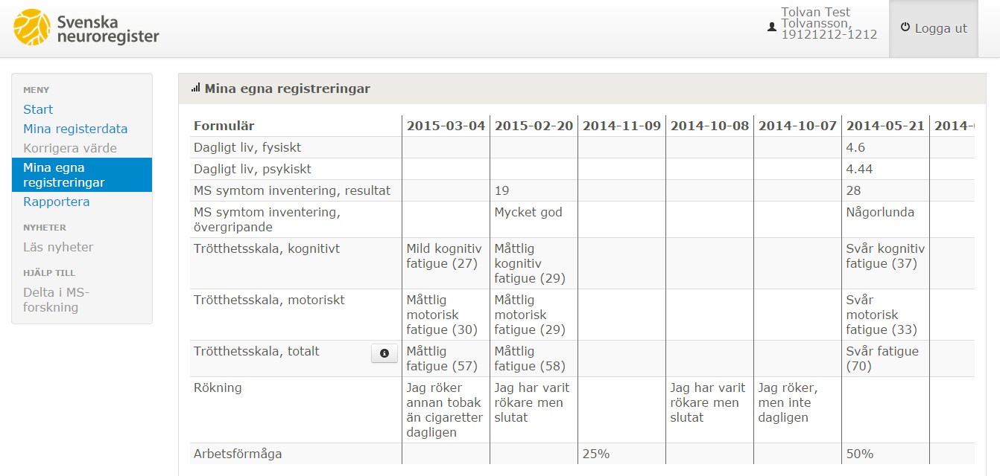 Svenska
neuroregister
Tolvan Test
Tolvansson,
19121212-1212
Logga ut
MENY
Start
Mina registerdata
Korrigera värde
Mina egna
registreringar
Rapportera
NYHETER
Läs nyheter
HJÄLP TILL
Delta i MS-
forskning
Mina egna registreringar
Formulär 2015-03-04 2015-02-20 2014-11-09 2014-10-08 2014-10-07 2014-05-21 2014-
Dagligt liv, fysiskt 4.6
Dagligt liv, psykiskt 4.44
MS symtom inventering, resultat 19 28
MS symtom inventering, Mycket god Någorlunda
övergripande
Trötthetsskala, kognitivt Mild kognitiv Måttlig Svår kognitiv
fatigue (27) kognitiv fatigue (37)
fatigue (29)
Trötthetsskala, motoriskt Måttlig Måttlig Svår
motorisk motorisk motorisk
fatigue (30) fatigue (29) fatigue (33)
Trötthetsskala, totalt Måttlig Måttlig Svår fatigue
fatigue (57) fatigue (58) (70)
Rökning Jag röker Jag har varit Jag har varit Jag röker,
annan tobak rökare men rökare men men inte
än cigaretter slutat slutat dagligen
dagligen
Arbetsförmåga 25% 50%